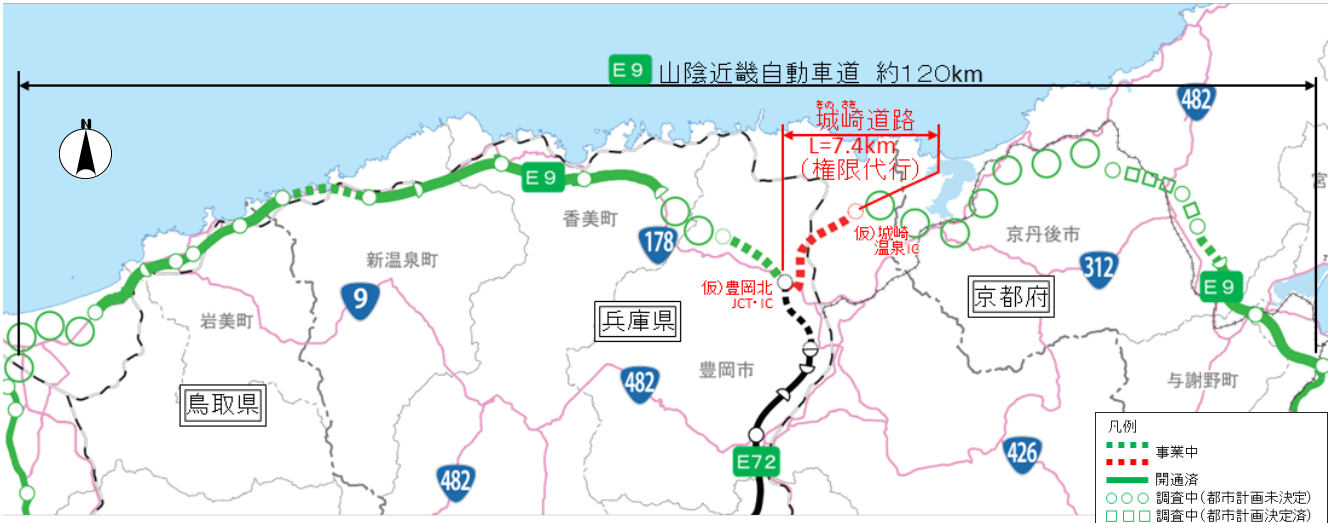 E9 山陰近畿自動車道 約120km
N
482
きの さき
城崎道路
L=7.4km
(権限代行)
E9
香美町
178
仮)城崎
温泉IC
京丹後市
312
新温泉町
仮)豊岡北
JCT・IC
E9
9
京都府
岩美町
兵庫県
豊岡市
482
与謝野町
鳥取県
482
E72
426
凡例
事業中
開通済
調査中(都市計画未決定)
調査中(都市計画決定済)
宮